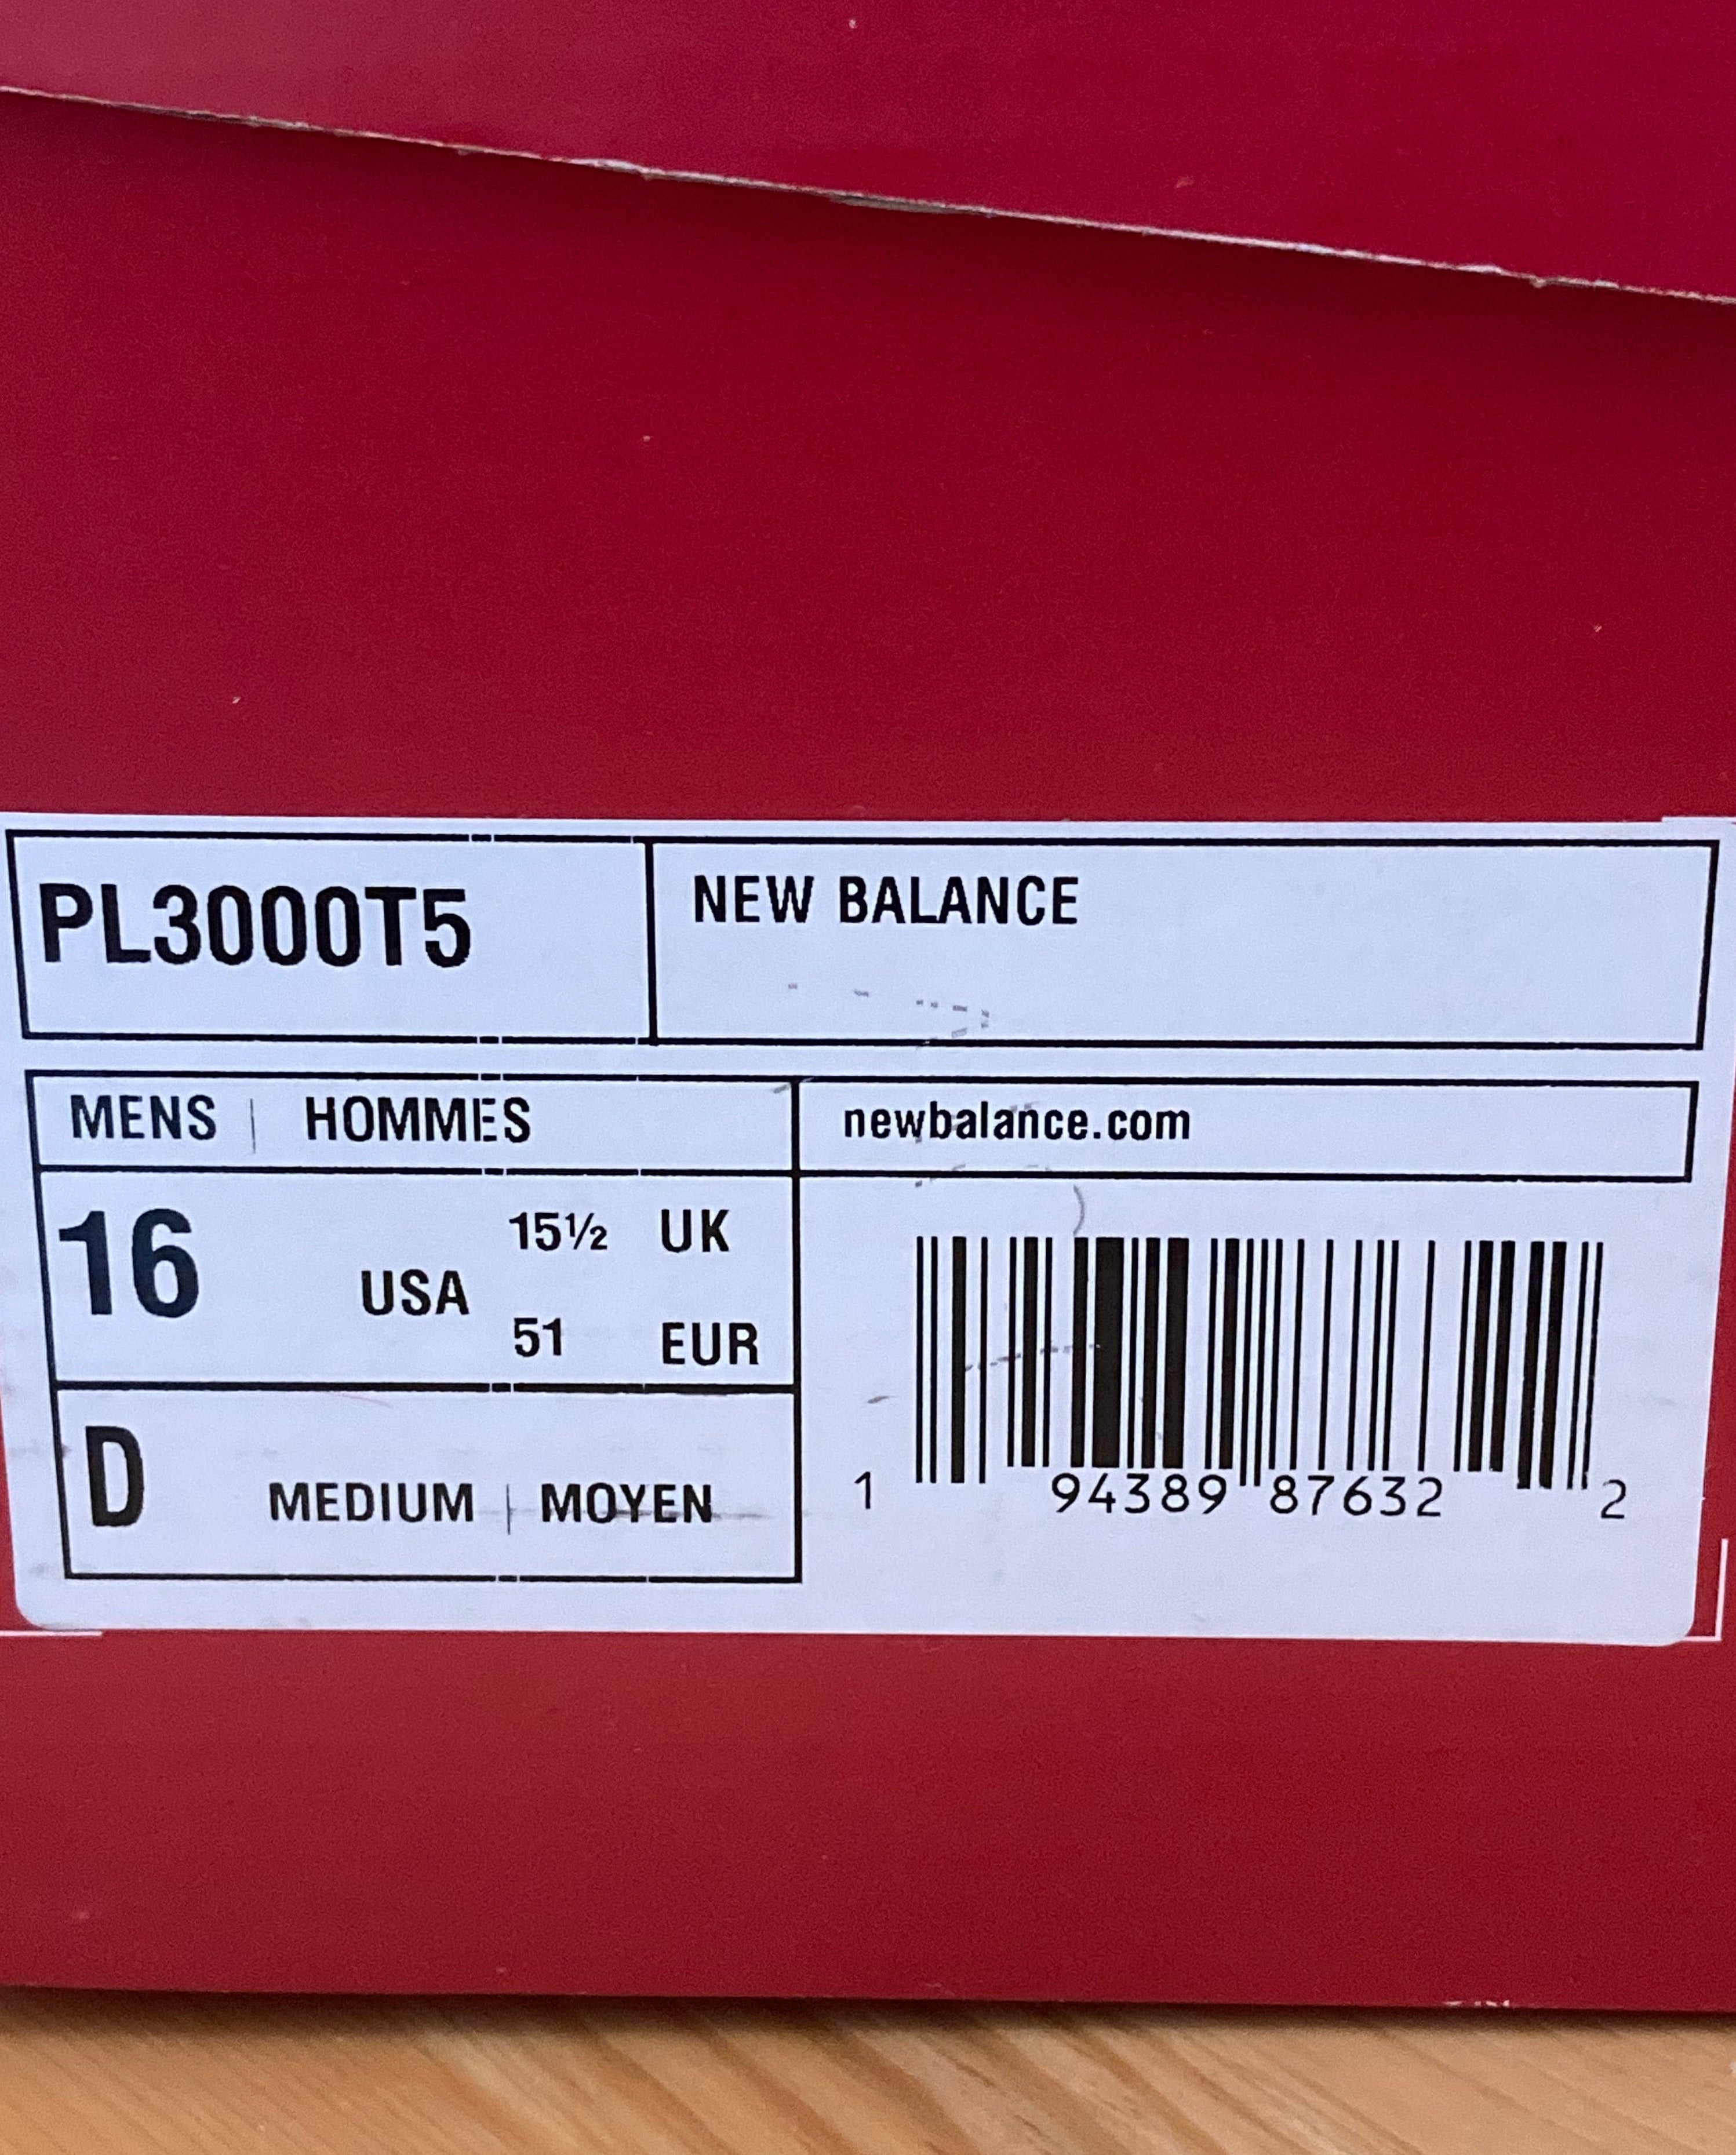 PL3000T5
NEW BALANCE
MENS | HOMMES
newbalance.com
16 USA
15½ UK
51 EUR
D MEDIUM | MOYEN
1 94389 87632 2